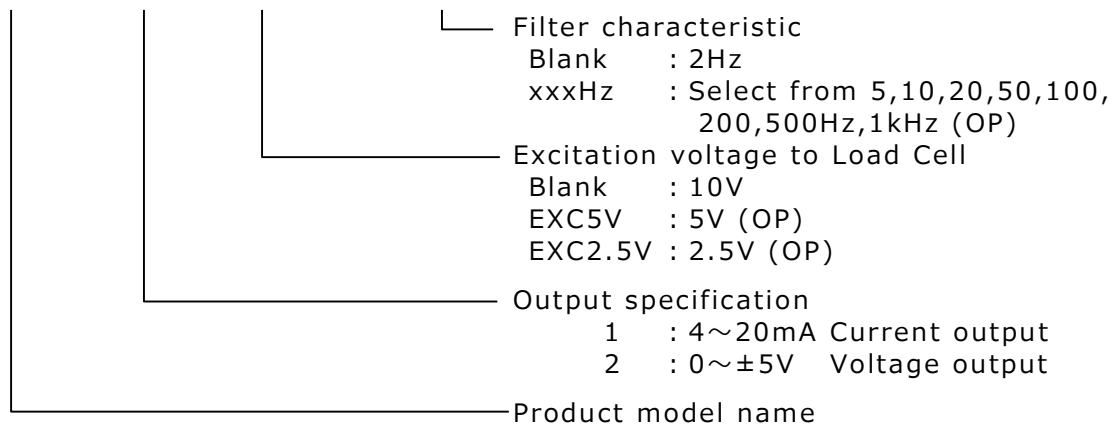 Filter characteristic
Blank : 2Hz
xxxHz : Select from 5,10,20,50,100,
200,500Hz,1kHz (OP)
Excitation voltage to Load Cell
Blank : 10V
EXC5V : 5V (OP)
EXC2.5V : 2.5V (OP)
Output specification
1 : 4～20mA Current output
2 : 0～±5V Voltage output
Product model name